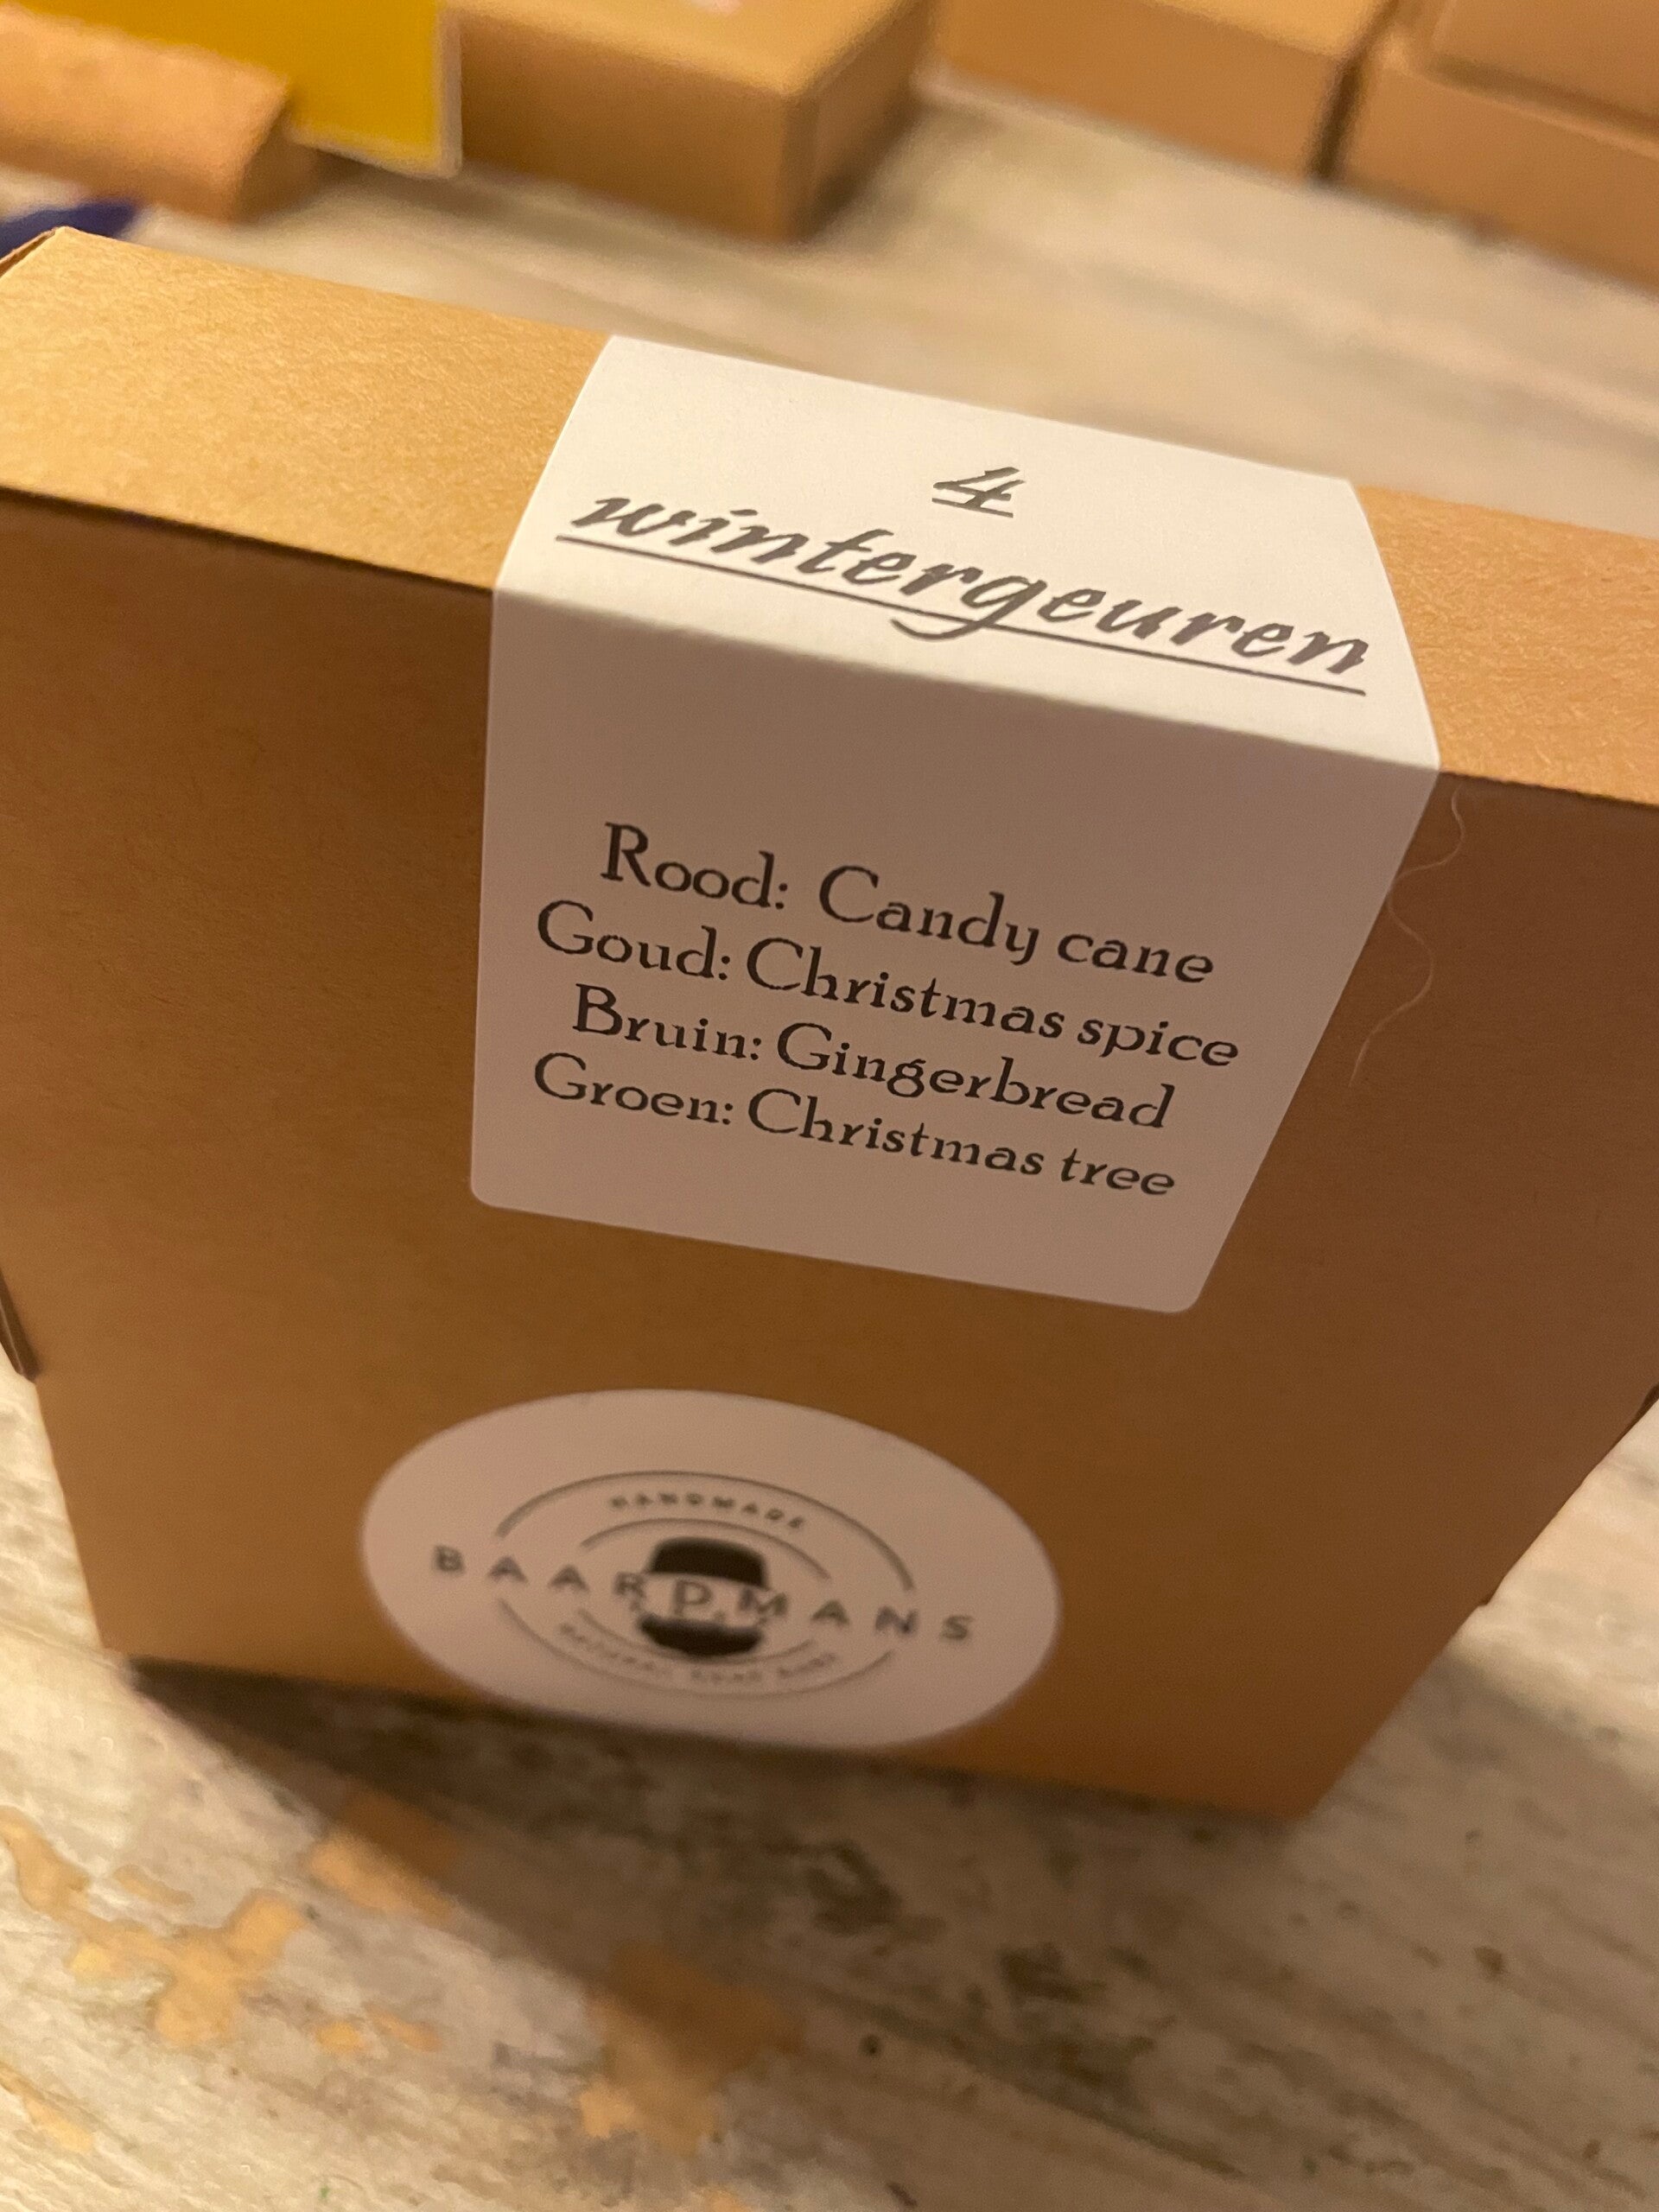 4
wintergeuren
Rood: Candy cane
Goud: Christmas spice
Bruin: Gingerbread
Groen: Christmas tree
HANDMADE
BAARDMANS